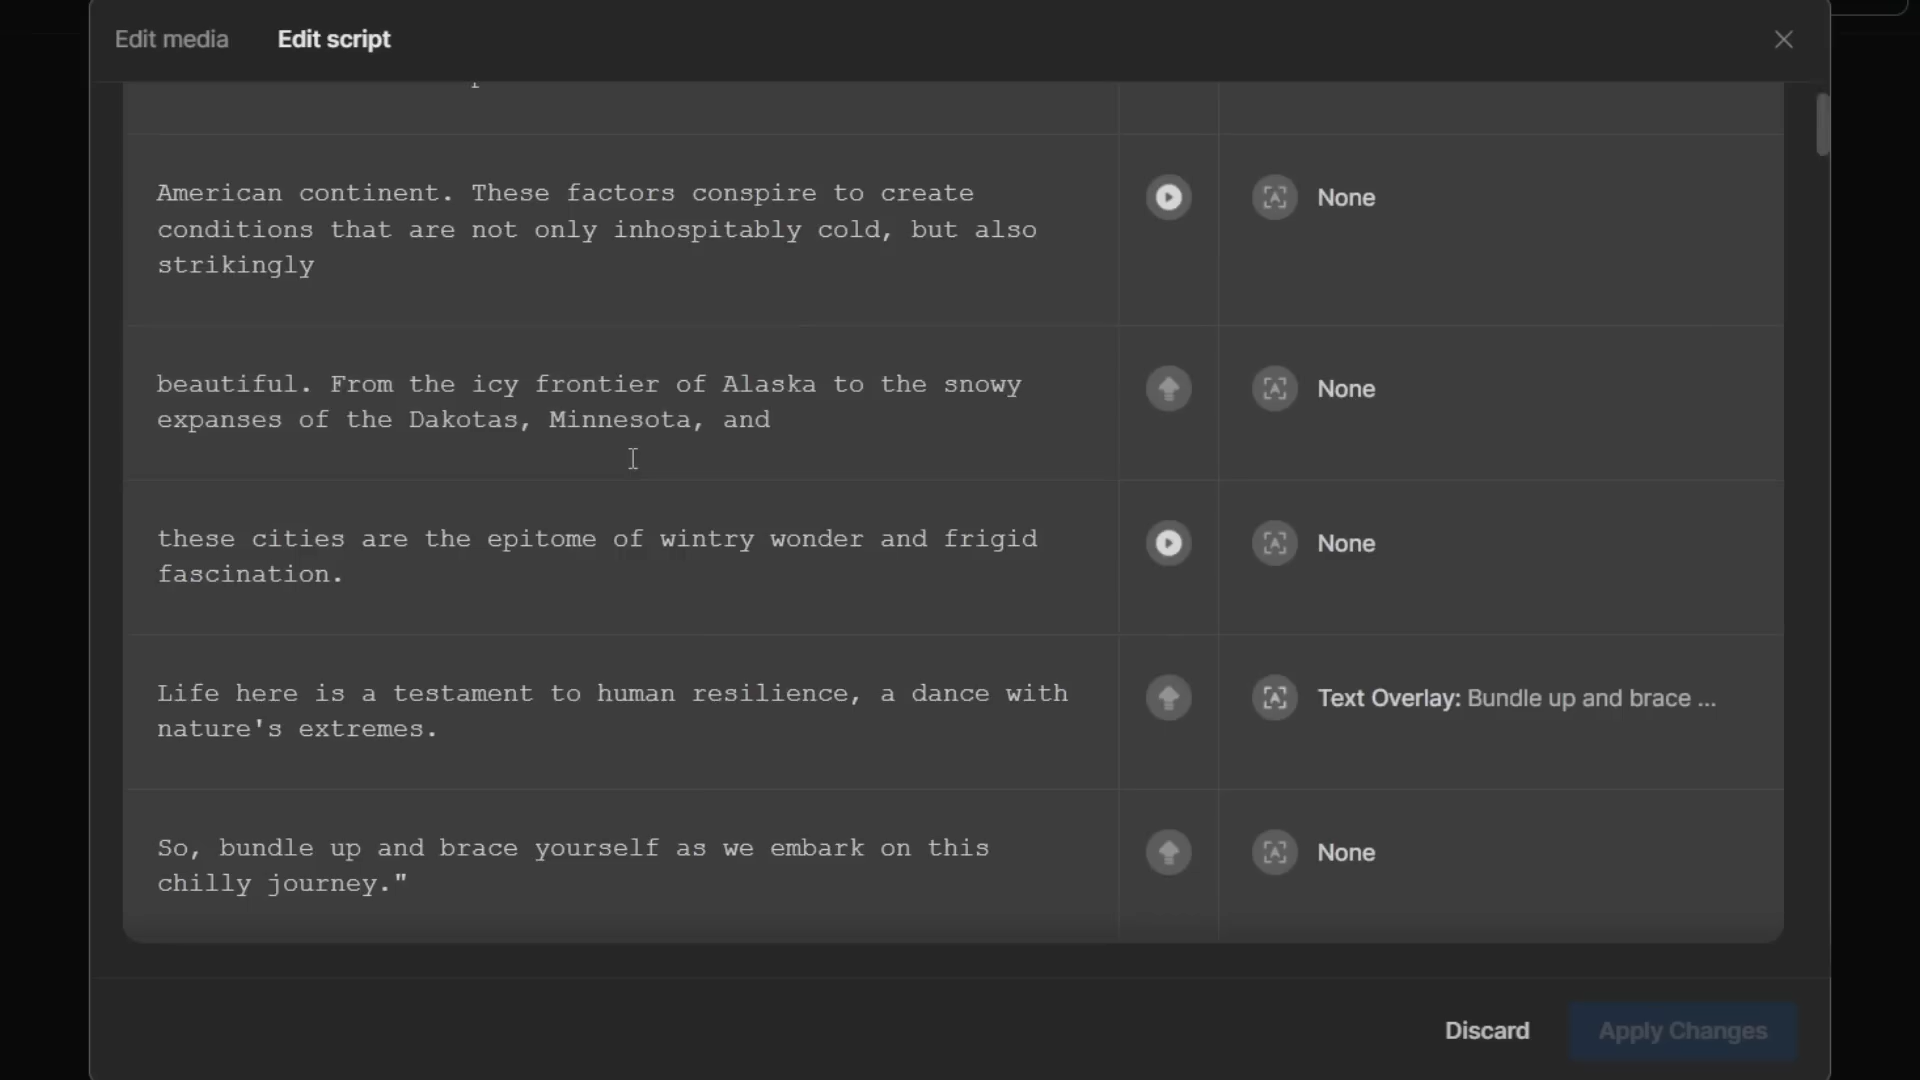 Edit media
Edit script
American continent. These factors conspire to create
conditions that are not only inhospitably cold, but also
strikingly
None
beautiful. From the icy frontier of Alaska to the snowy
expanses of the Dakotas, Minnesota, and
None
these cities are the epitome of wintry wonder and frigid
fascination.
None
Life here is a testament to human resilience, a dance with
nature's extremes.
Text Overlay: Bundle up and brace ...
So, bundle up and brace yourself as we embark on this
chilly journey."
None
Discard
Apply Changes